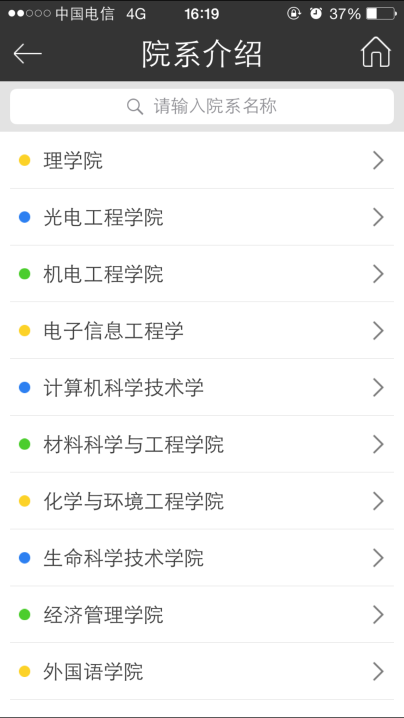 中国电信 4G 16:19 37%
院系介绍
请输入院系名称
理学院
光电工程学院
机电工程学院
电子信息工程学
计算机科学技术学
材料科学与工程学院
化学与环境工程学院
生命科学技术学院
经济管理学院
外国语学院